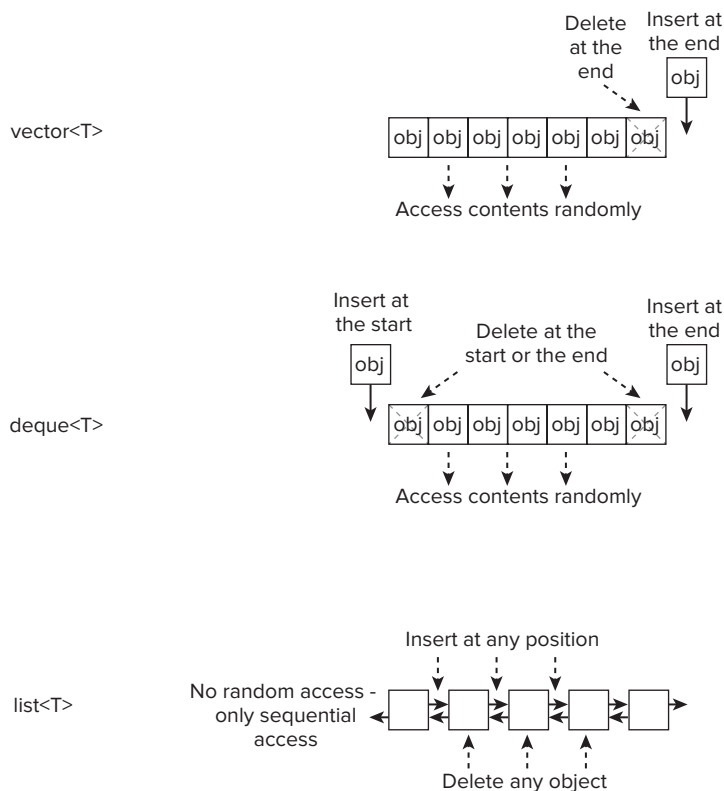 Delete
at the
end
Insert at
the end
obj
vector<T>
obj obj obj obj obj obj obj
Access contents randomly
Insert at
the start
Delete at the
start or the end
Insert at
the end
obj
obj
deque<T>
obj obj obj obj obj obj obj
Access contents randomly
Insert at any position
list<T>
No random access -
only sequential
access
Delete any object